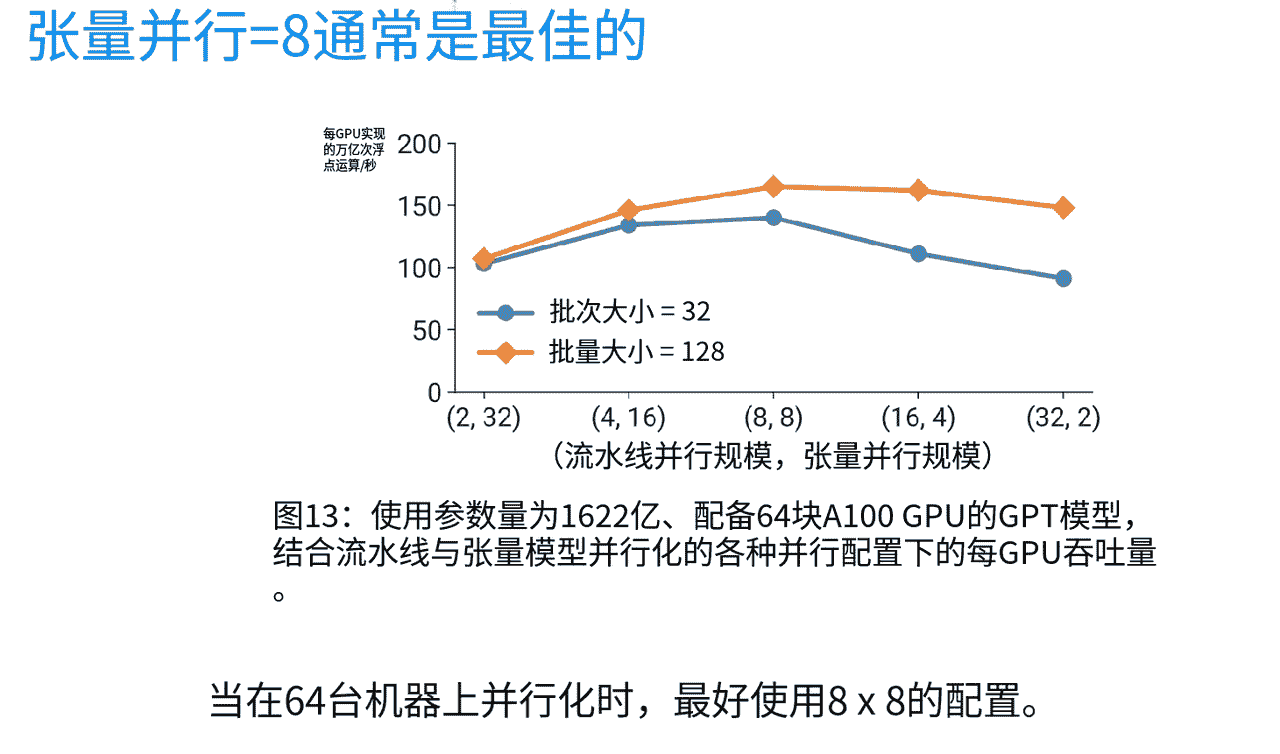 张量并行=8通常是最佳的
每GPU实现
的万亿次浮
点运算/秒
200
150
100
50
0
批次大小 = 32
批量大小 = 128
(2, 32)
(4, 16)
(8, 8)
(16, 4)
(32, 2)
（流水线并行规模，张量并行规模）
图13：使用参数量为1622亿、配备64块A100 GPU的GPT模型，
结合流水线与张量模型并行化的各种并行配置下的每GPU吞吐量
。
当在64台机器上并行化时，最好使用8 x 8的配置。